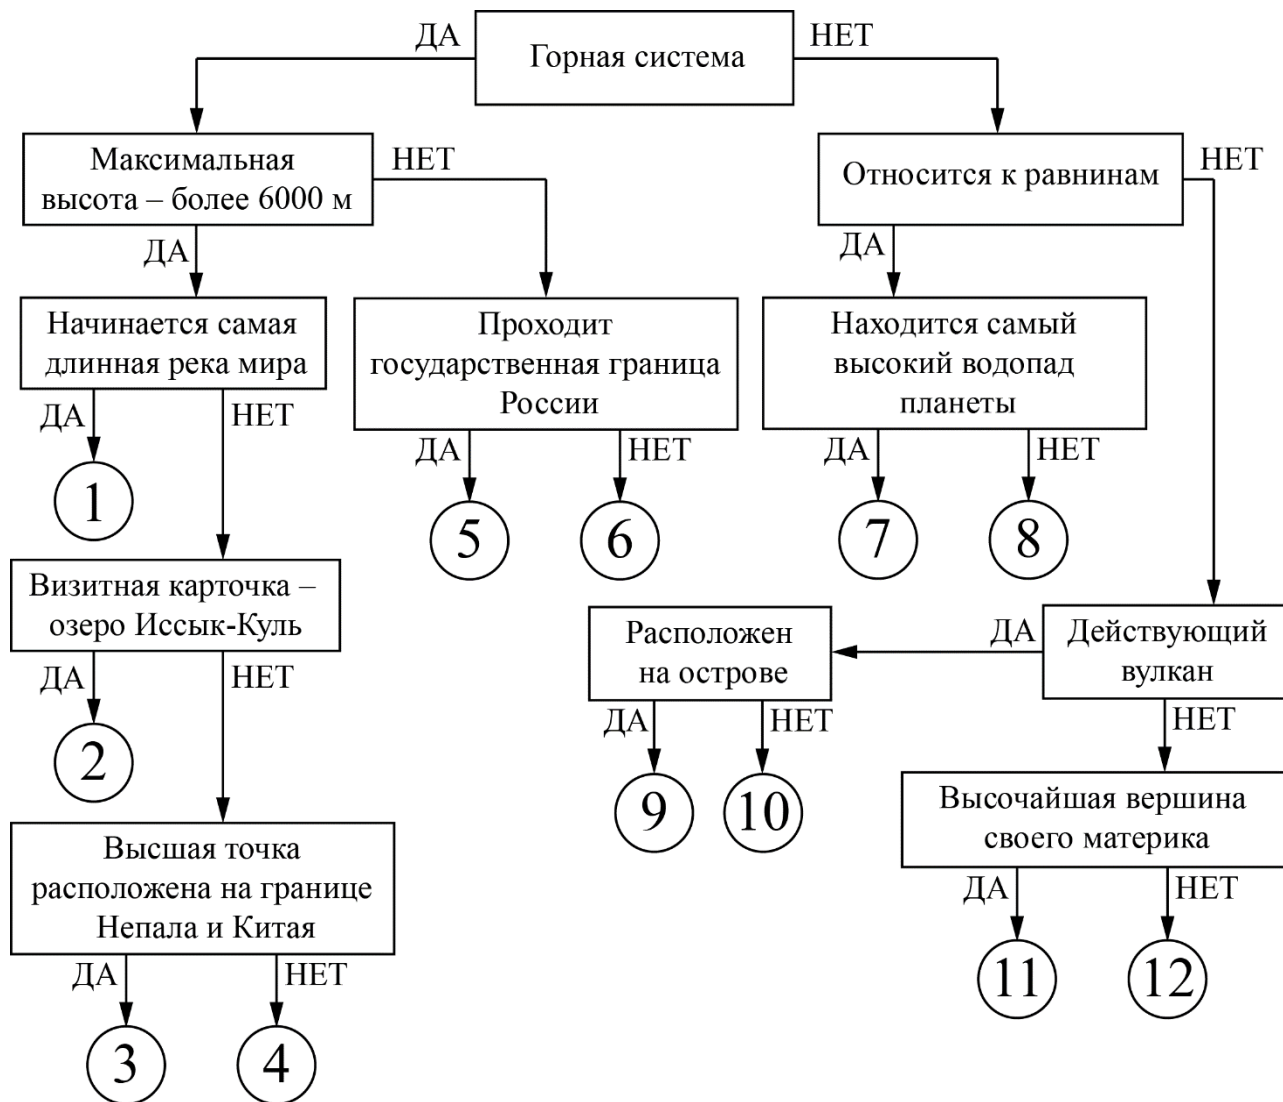 ДА
Горная система
НЕТ
Максимальная
высота – более 6000 м
НЕТ
Относится к равнинам
НЕТ
ДА
ДА
Начинается самая
длинная река мира
Проходит
государственная граница
России
Находится самый
высокий водопад
планеты
ДА
НЕТ
ДА
НЕТ
ДА
НЕТ
1
5
6
7
8
Визитная карточка –
озеро Иссык-Куль
Расположен
на острове
ДА
Действующий
вулкан
ДА
НЕТ
ДА
НЕТ
НЕТ
2
9
10
Высочайшая вершина
своего материка
Высшая точка
расположена на границе
Непала и Китая
ДА
НЕТ
ДА
НЕТ
11
12
3
4